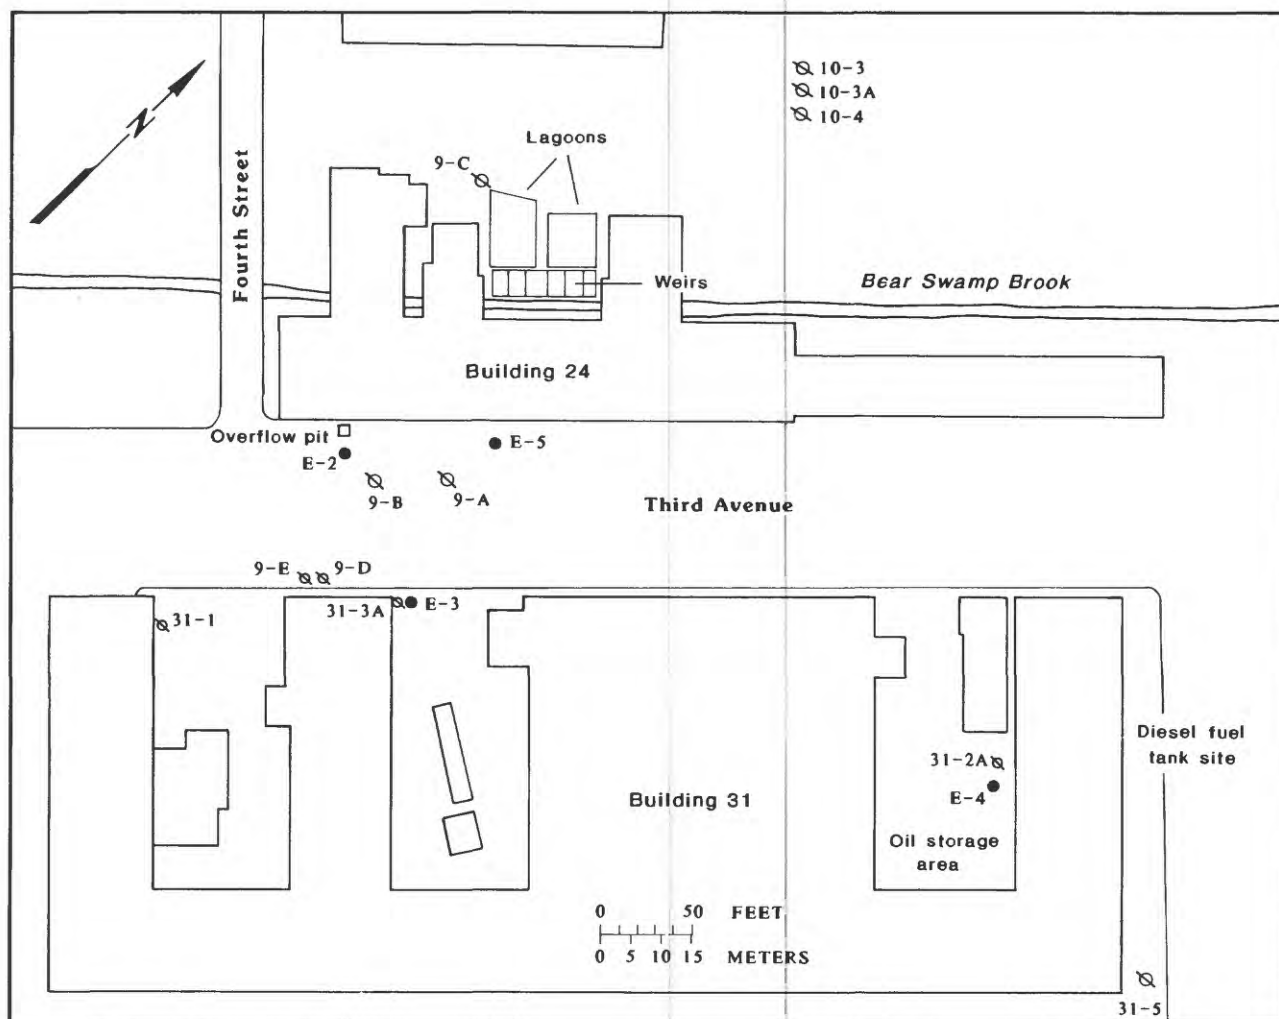 10-3
10-3A
10-4
N
Lagoons
9-C
Fourth Street
Weirs
Bear Swamp Brook
Building 24
Overflow pit
E-2
E-5
9-B
9-A
Third Avenue
9-E
9-D
31-3A
E-3
31-1
Diesel fuel
tank site
31-2A
E-4
Building 31
Oil storage
area
0 50 FEET
0 5 10 15 METERS
31-5